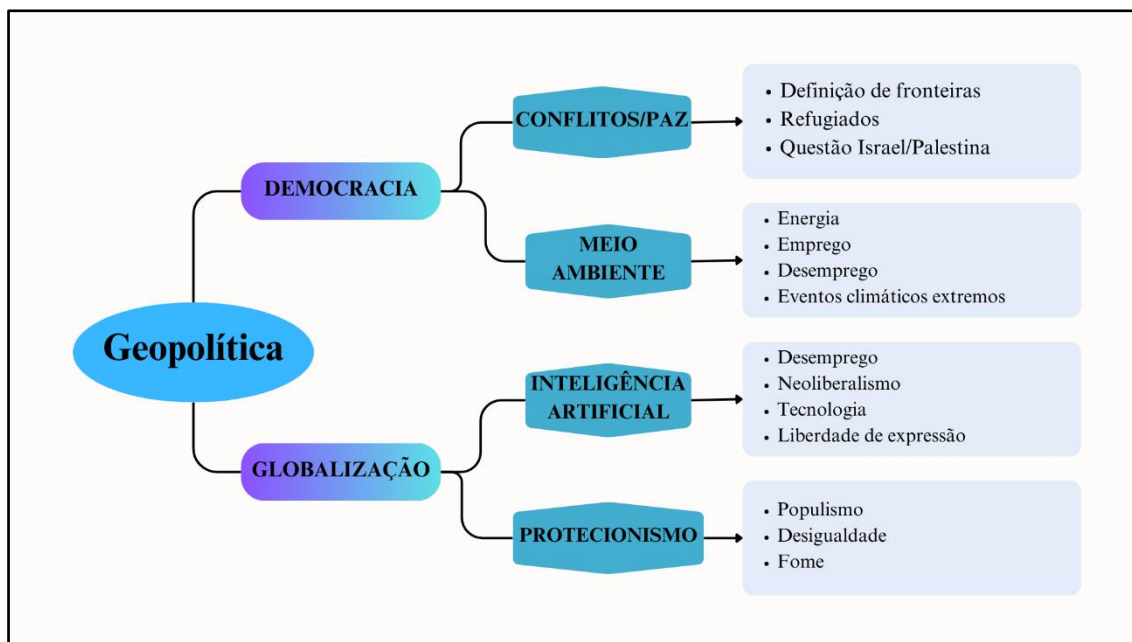 Geopolítica
DEMOCRACIA
CONFLITOS/PAZ
• Definição de fronteiras
• Refugiados
• Questão Israel/Palestina
MEIO
AMBIENTE
• Energia
• Emprego
• Desemprego
• Eventos climáticos extremos
GLOBALIZAÇÃO
INTELIGÊNCIA
ARTIFICIAL
• Desemprego
• Neoliberalismo
• Tecnologia
• Liberdade de expressão
PROTECIONISMO
• Populismo
• Desigualdade
• Fome